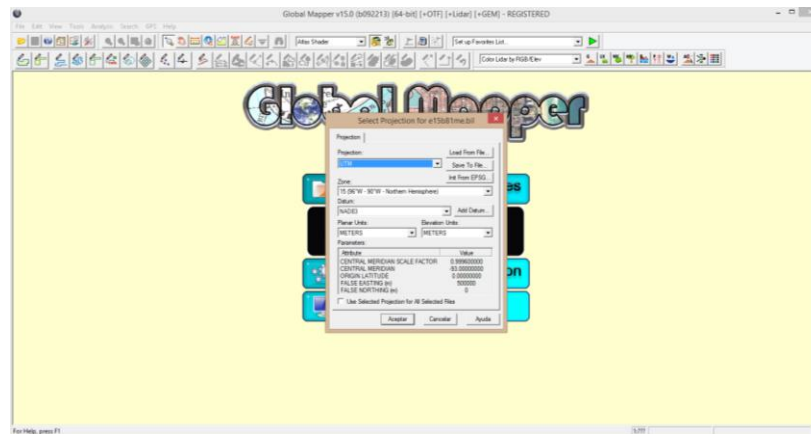 Global Mapper v15.0 (b092213) [64-bit] [+OTF] [+Lidar] [+GEM] - REGISTERED
File Edit View Tools Analysis Search GPS Help
Atlas Shader
Set up Favorites List...
Color Lidar by RGB/Elev
Global Mapper
Select Projection for e15b81me.bil
Projection
Projection:
Load From File...
UTM
Save To File...
Init From EPSG...
Zone:
15 (96°W - 90°W - Northern Hemisphere)
Datum:
NAD83
Add Datum...
Planar Units:
Elevation Units:
METERS
METERS
Parameters:
Attribute
Value
CENTRAL MERIDIAN SCALE FACTOR
0.999600000
CENTRAL MERIDIAN
-93.00000000
ORIGIN LATITUDE
0.00000000
FALSE EASTING (m)
500000
FALSE NORTHING (m)
0
Use Selected Projection for All Selected Files
Aceptar
Cancelar
Ayuda
For Help, press F1